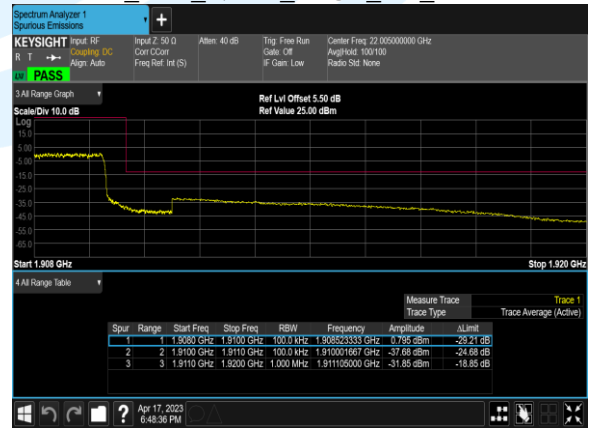 Spectrum Analyzer 1
Spurious Emissions
KEYSIGHT Input: RF Input Z: 50 Ω Atten: 40 dB Trig: Free Run Center Freq: 22.005000000 GHz
R T Coupling: DC Corr CCorr Gate: Off Avg|Hold: 100/100
Align: Auto Freq Ref: Int (S) IF Gain: Low Radio Std: None
LV PASS
3 All Range Graph
Ref Lvl Offset 5.50 dB
Scale/Div 10.0 dB Ref Value 25.00 dBm
Log
15.0
5.00
-5.00
-15.0
-25.0
-35.0
-45.0
-55.0
-65.0
Start 1.908 GHz Stop 1.920 GHz
4 All Range Table
Measure Trace Trace 1
Trace Type Trace Average (Active)
Spur Range Start Freq Stop Freq RBW Frequency Amplitude ΔLimit
1 1 1.9080 GHz 1.9100 GHz 100.0 kHz 1.908523333 GHz 0.795 dBm -29.21 dB
2 2 1.9100 GHz 1.9110 GHz 100.0 kHz 1.910001667 GHz -37.68 dBm -24.68 dB
3 3 1.9110 GHz 1.9200 GHz 1.000 MHz 1.911105000 GHz -31.85 dBm -18.85 dB
Apr 17, 2023
6:48:36 PM